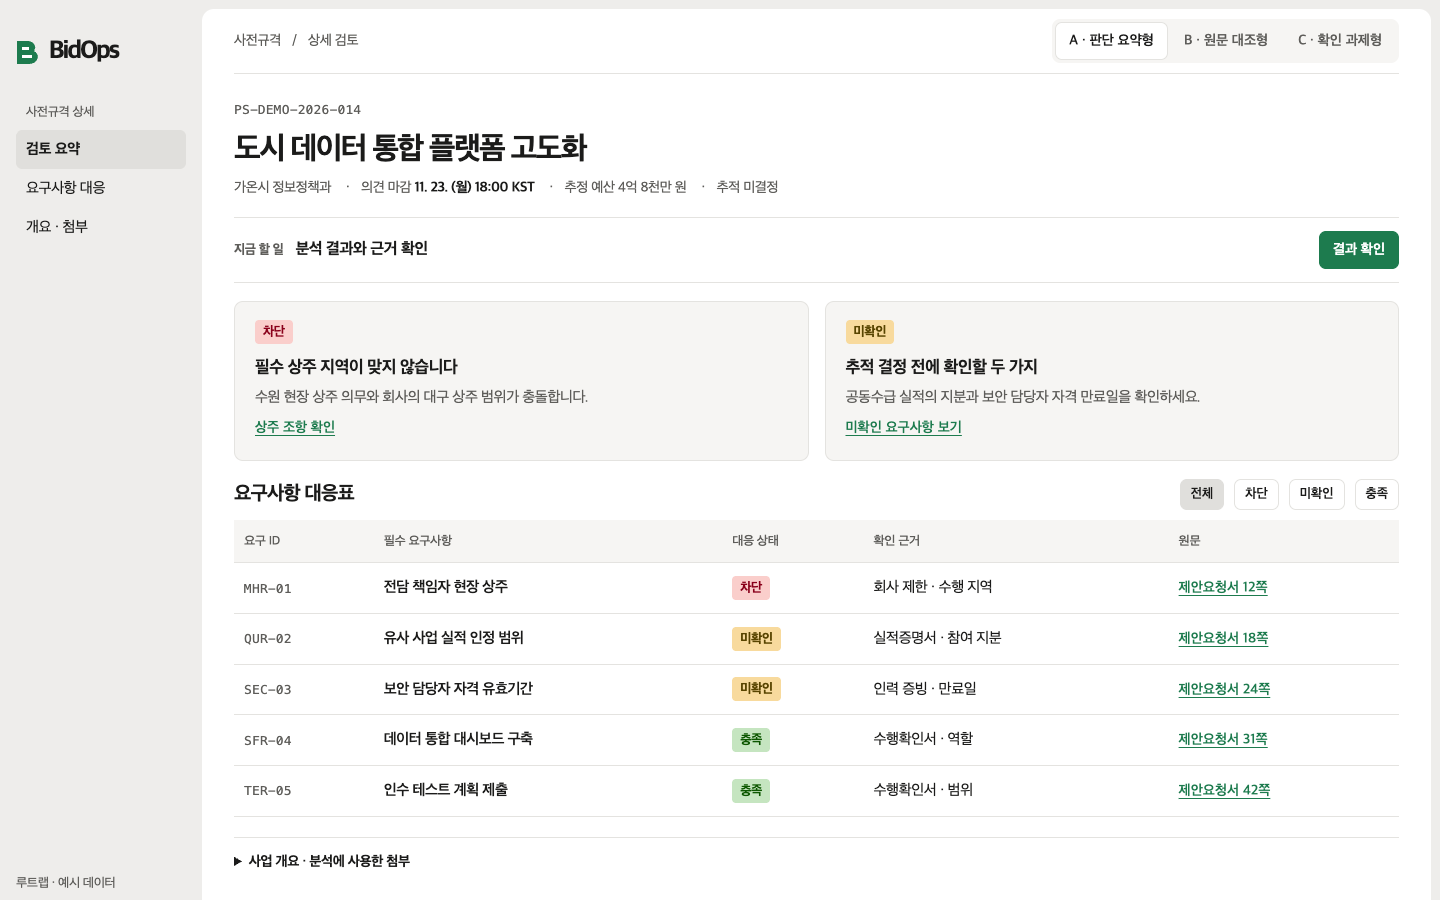 BidOps
사전규격 상세
검토 요약
요구사항 대응
개요 · 첨부
루트랩 · 예시 데이터
사전규격 / 상세 검토
A · 판단 요약형 B · 원문 대조형 C · 확인 과제형
PS-DEMO-2026-014
도시 데이터 통합 플랫폼 고도화
가온시 정보정책과 · 의견 마감 11. 23. (월) 18:00 KST · 추정 예산 4억 8천만 원 · 추적 미결정
지금 할 일 분석 결과와 근거 확인 결과 확인
차단
필수 상주 지역이 맞지 않습니다
수원 현장 상주 의무와 회사의 대구 상주 범위가 충돌합니다.
상주 조항 확인
미확인
추적 결정 전에 확인할 두 가지
공동수급 실적의 지분과 보안 담당자 자격 만료일을 확인하세요.
미확인 요구사항 보기
요구사항 대응표 전체 차단 미확인 충족
요구 ID 필수 요구사항 대응 상태 확인 근거 원문
MHR-01 전담 책임자 현장 상주 차단 회사 제한 · 수행 지역 제안요청서 12쪽
QUR-02 유사 사업 실적 인정 범위 미확인 실적증명서 · 참여 지분 제안요청서 18쪽
SEC-03 보안 담당자 자격 유효기간 미확인 인력 증빙 · 만료일 제안요청서 24쪽
SFR-04 데이터 통합 대시보드 구축 충족 수행확인서 · 역할 제안요청서 31쪽
TER-05 인수 테스트 계획 제출 충족 수행확인서 · 범위 제안요청서 42쪽
▶ 사업 개요 · 분석에 사용한 첨부